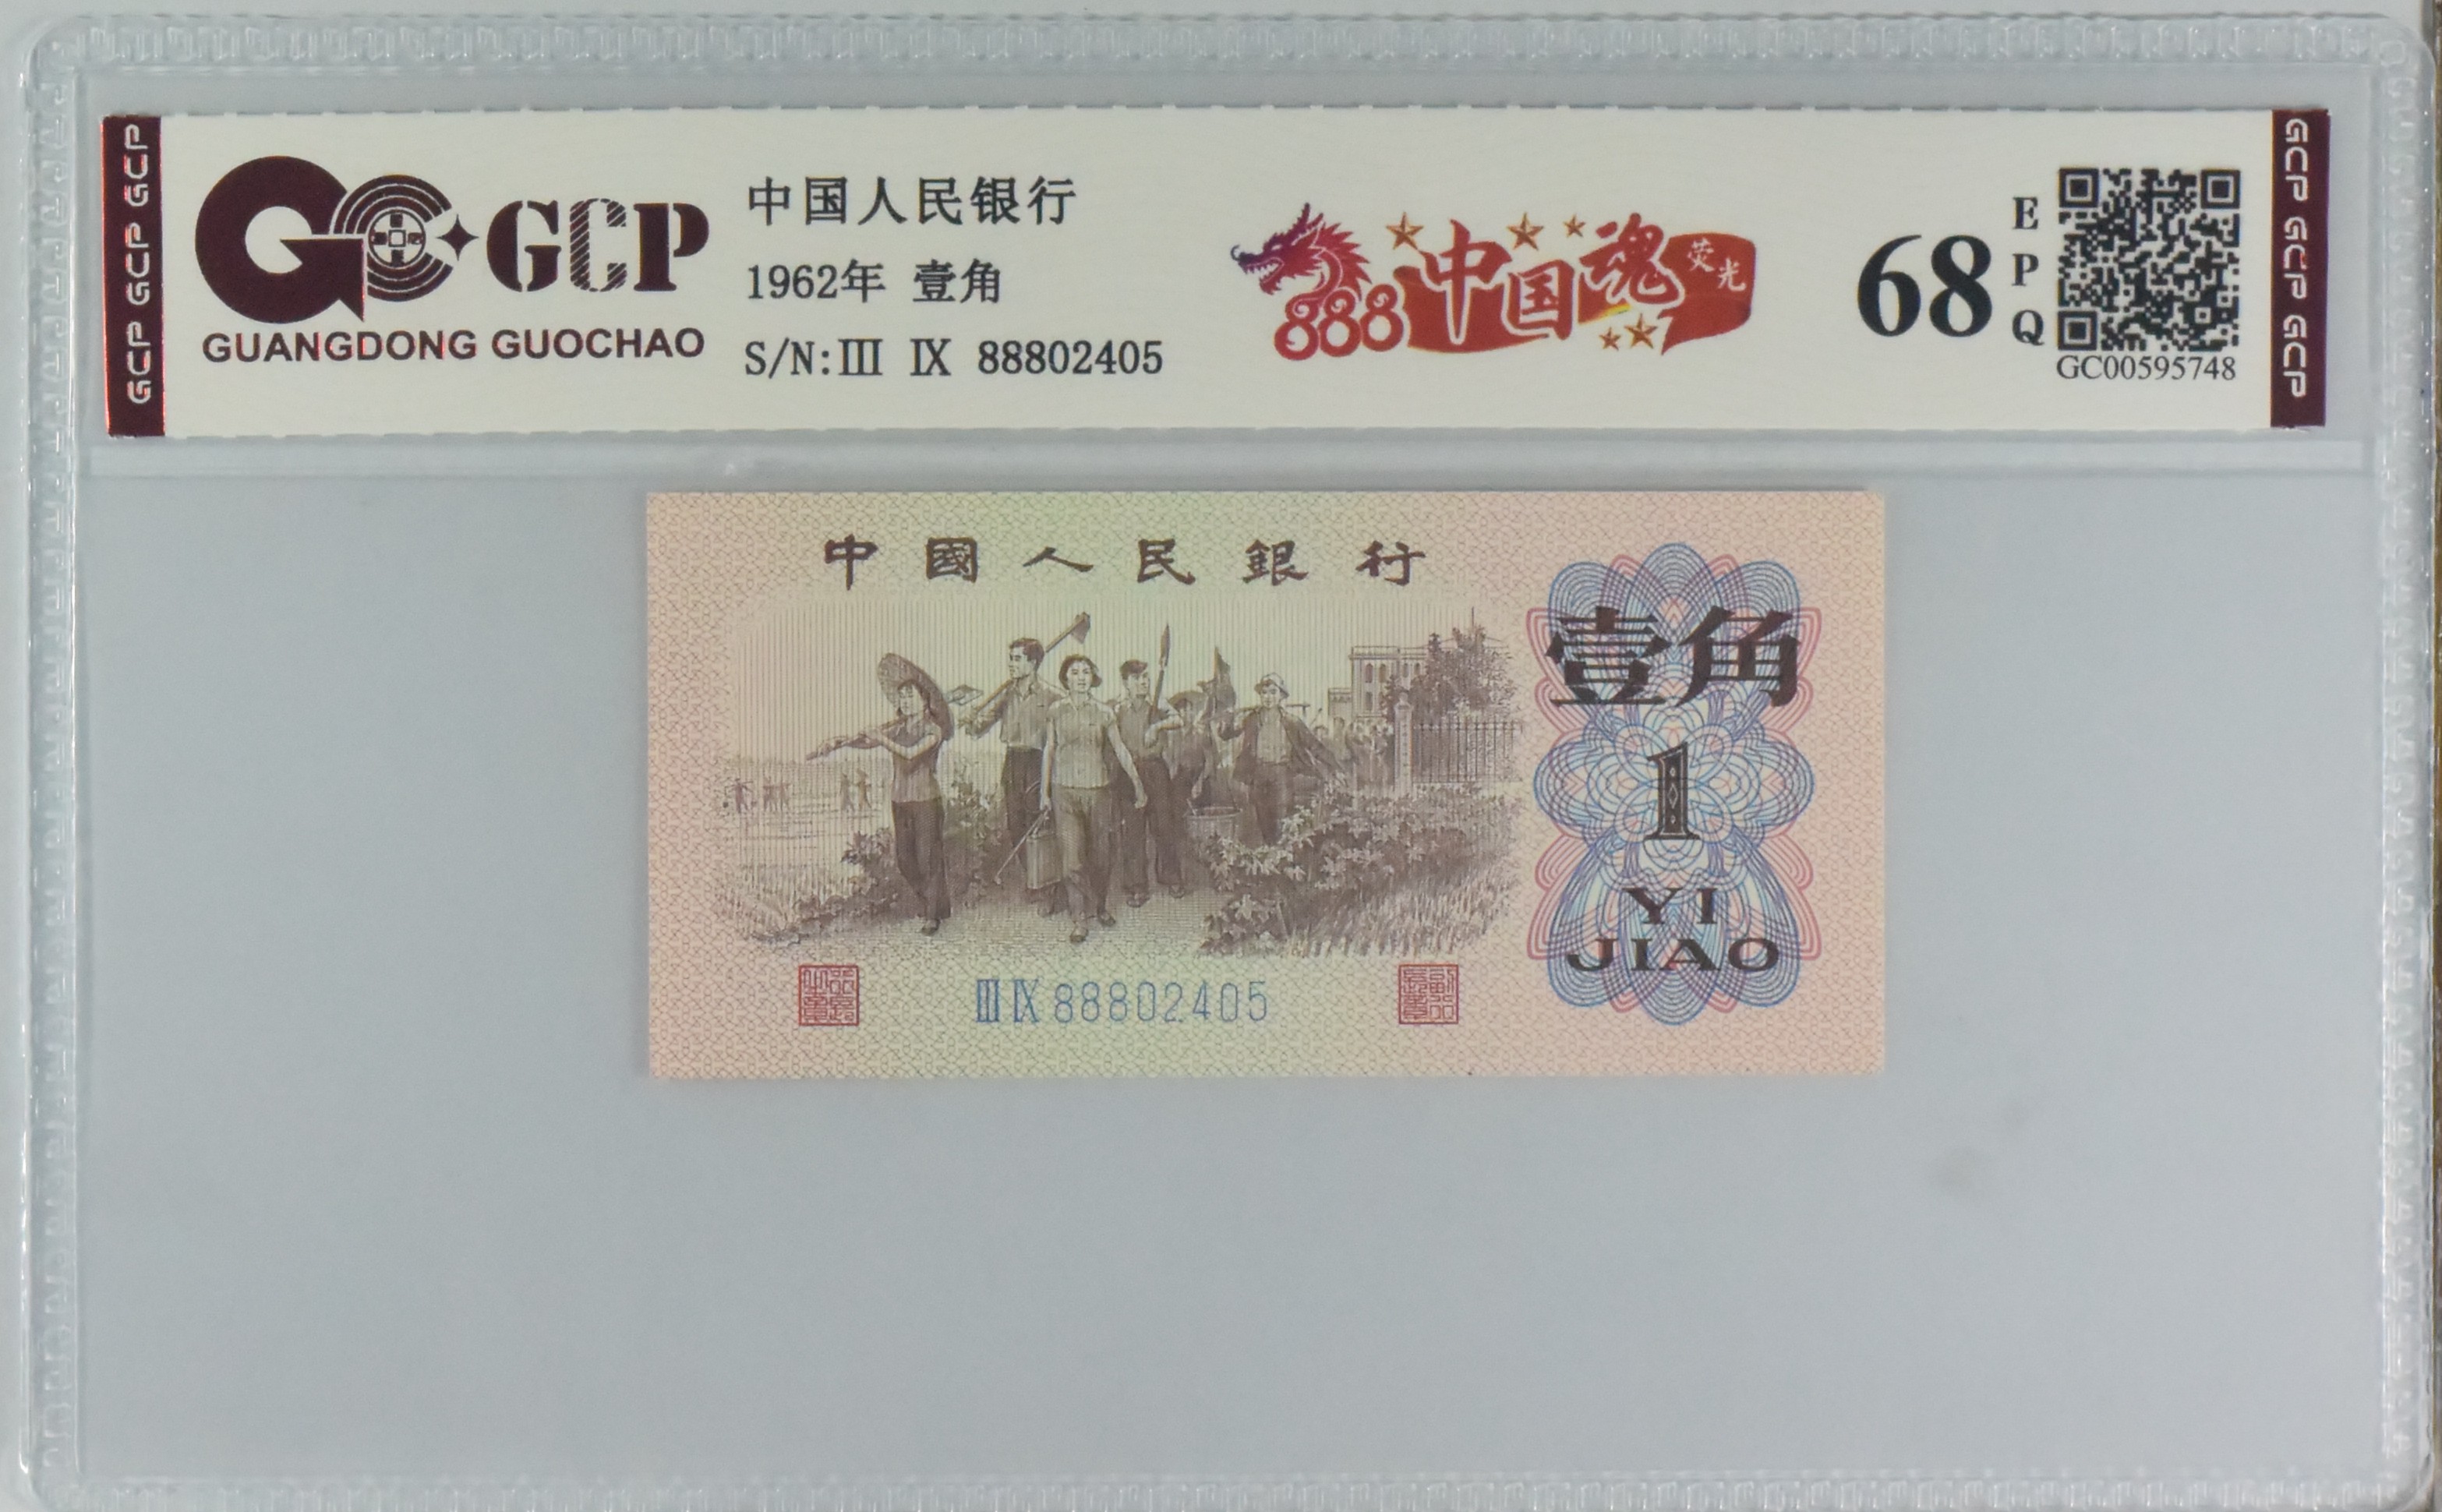 GCP GCP GCP
GCP
GUANGDONG GUOCHAO
中国人民银行
1962年 壹角
S/N:III IX 88802405
888 中国魂 荧光
68 EPQ
GC00595748
GCP GCP GCP GCP
中國人民銀行
壹角
1
YI
JIAO
III IX 88802405